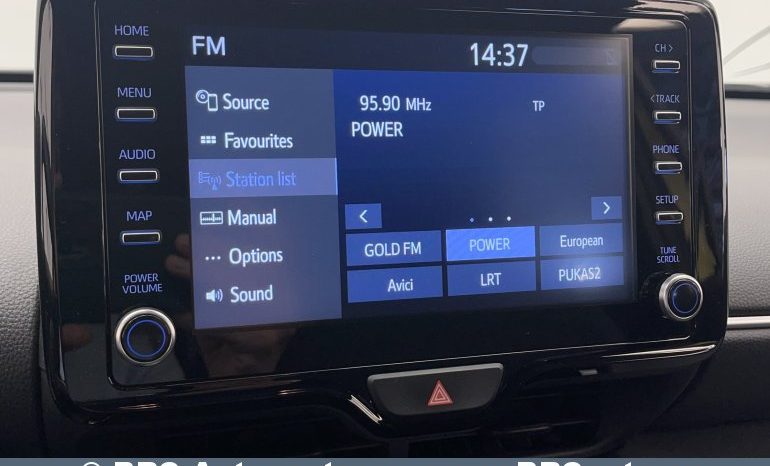 HOME
MENU
AUDIO
MAP
POWER
VOLUME
FM
14:37
Source
Favourites
Station list
Manual
Options
Sound
95.90 MHz
TP
POWER
GOLD FM
POWER
European
Avici
LRT
PUKAS2
CH >
< TRACK
PHONE
SETUP
TUNE
SCROLL